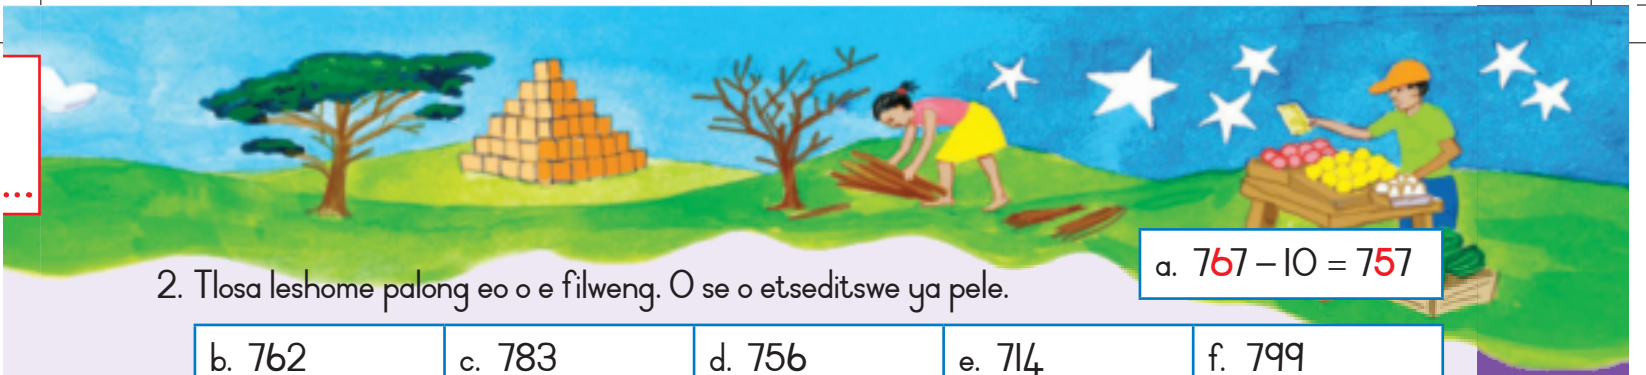 ...
a. 767 – 10 = 757
2. Tlosa leshome palong eo o e filweng. O se o etseditswe ya pele.
b. 762 c. 783 d. 756 e. 714 f. 799